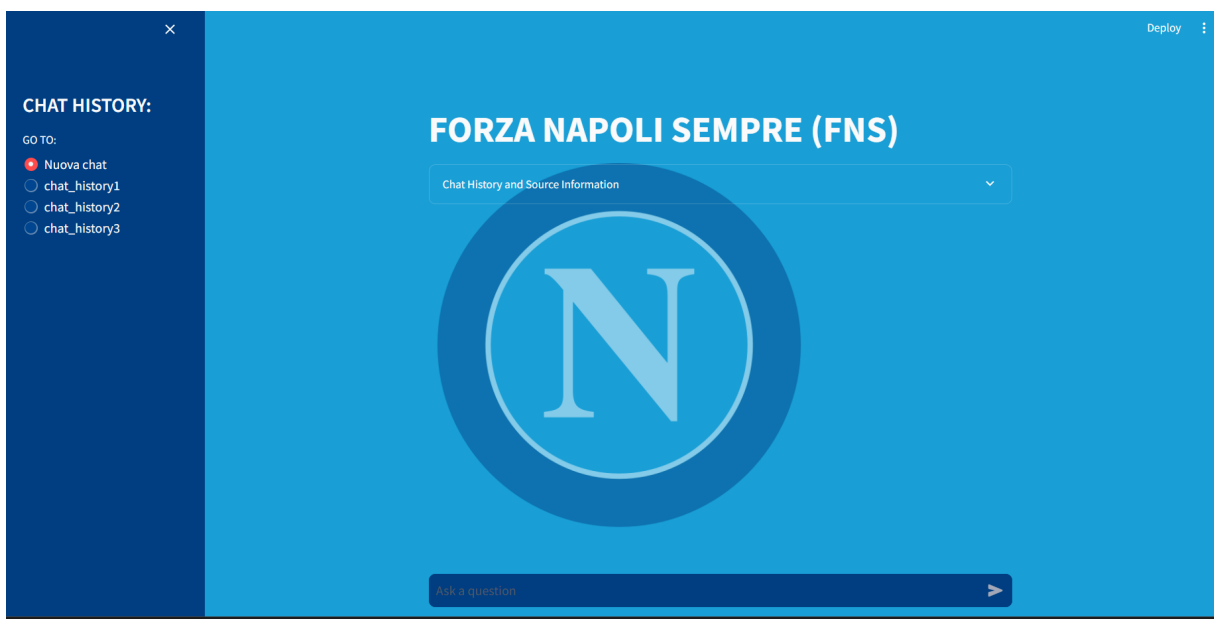 Deploy
CHAT HISTORY:
GO TO:
Nuova chat
chat_history1
chat_history2
chat_history3
FORZA NAPOLI SEMPRE (FNS)
Chat History and Source Information
N
Ask a question